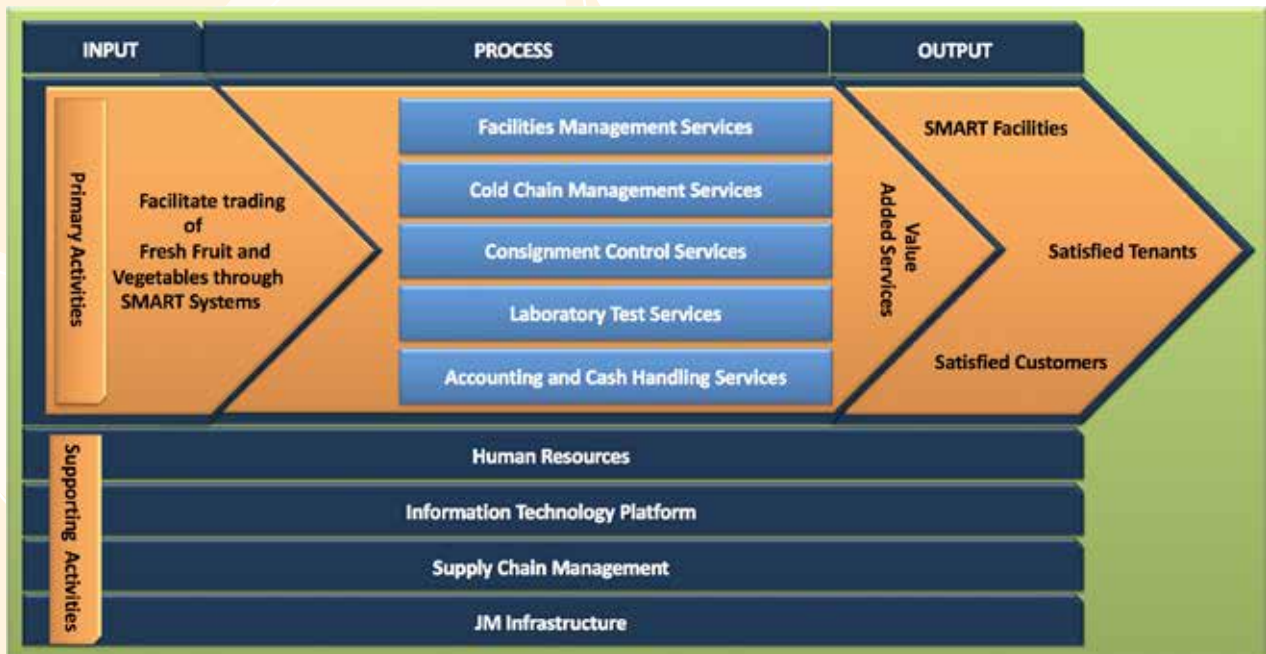 INPUT
PROCESS
OUTPUT
Primary Activities
Facilitate trading
of
Fresh Fruit and
Vegetables through
SMART Systems
Facilities Management Services
Cold Chain Management Services
Consignment Control Services
Laboratory Test Services
Accounting and Cash Handling Services
Value
Added Services
SMART Facilities
Satisfied Tenants
Satisfied Customers
Supporting Activities
Human Resources
Information Technology Platform
Supply Chain Management
JM Infrastructure